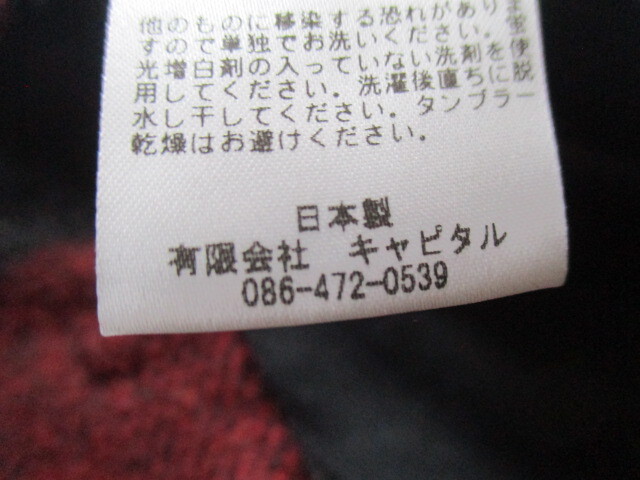 他のものに移染する恐れがあり
すので単独でお洗いください。蛍
光増白剤の入っていない洗剤を使
用してください。洗濯後直ちに脱
水し干してください。タンブラー
乾燥はお避けください。
日本製
有限会社　キャピタル
086-472-0539